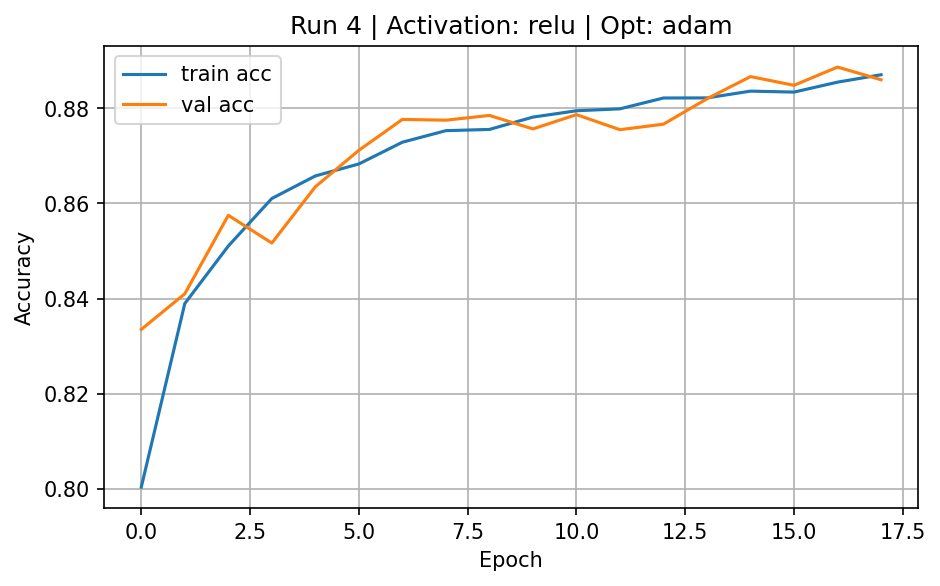 Run 4 | Activation: relu | Opt: adam
train acc
val acc
Accuracy
0.88
0.86
0.84
0.82
0.80
0.0 2.5 5.0 7.5 10.0 12.5 15.0 17.5
Epoch